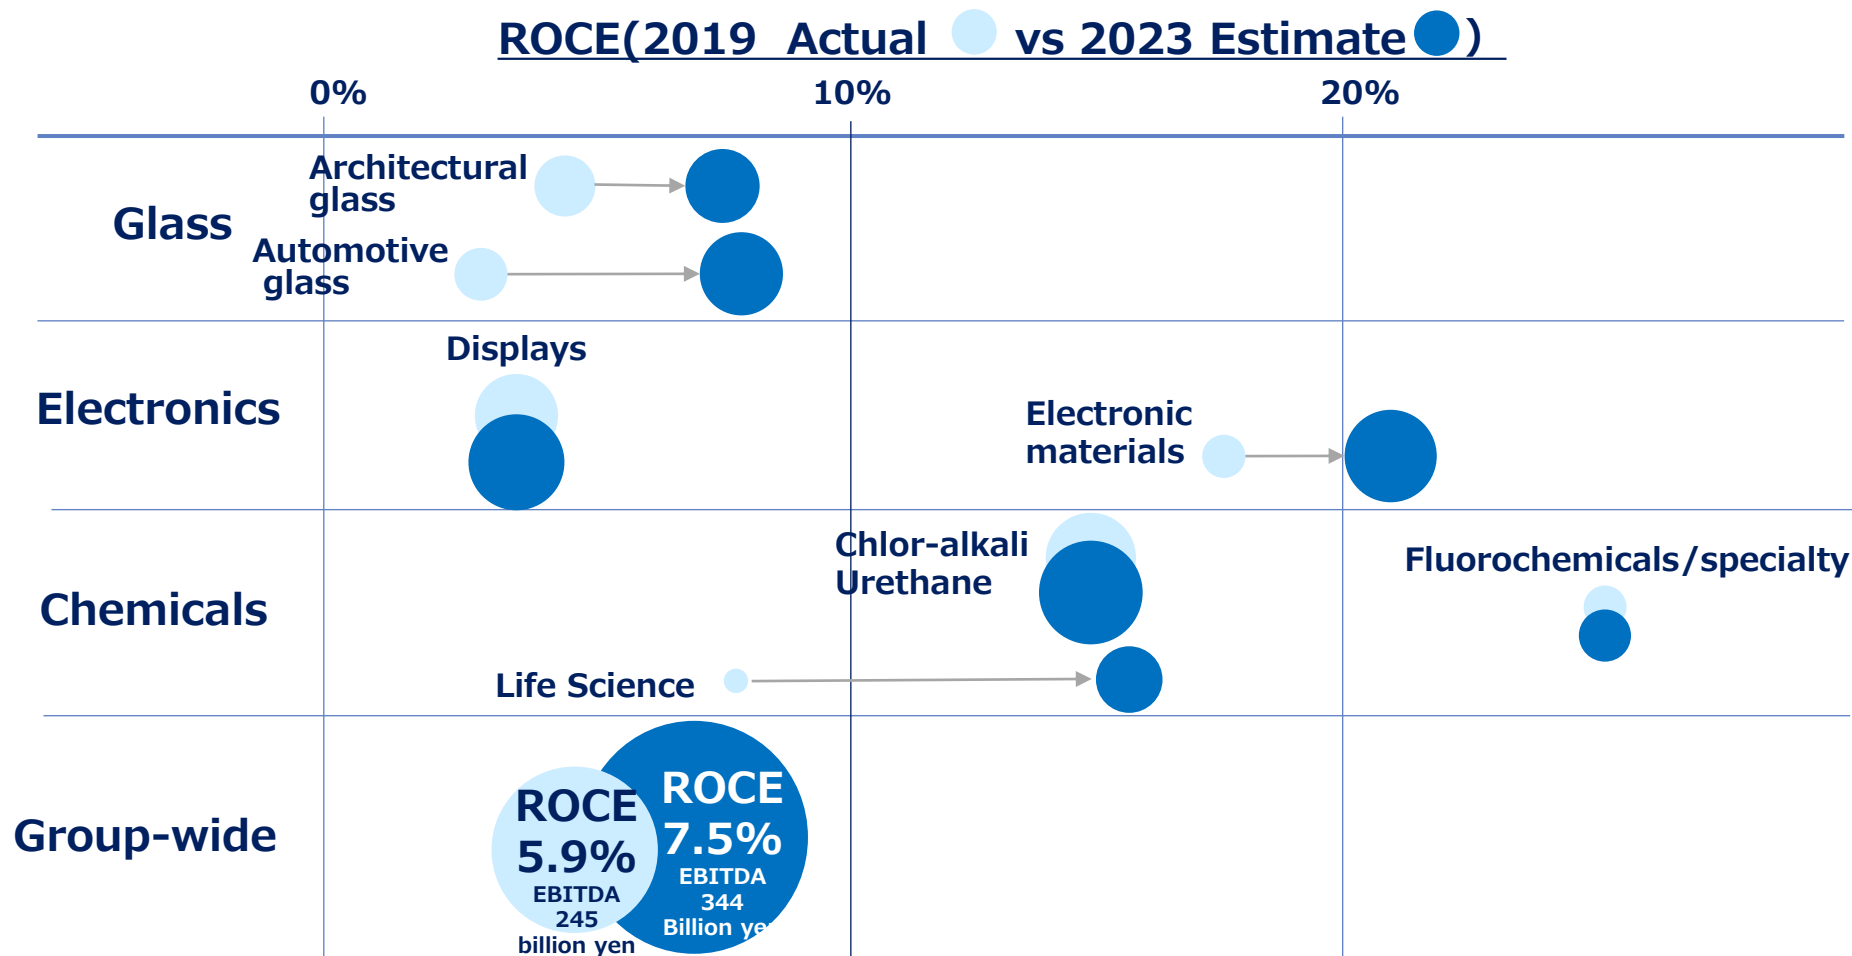 ROCE(2019 Actual vs 2023 Estimate )
0% 10% 20%
Glass
Architectural
glass
Automotive
glass
Electronics
Displays
Electronic
materials
Chemicals
Chlor-alkali
Urethane
Fluorochemicals/specialty
Life Science
Group-wide
ROCE
5.9%
EBITDA
245
billion yen
ROCE
7.5%
EBITDA
344
Billion yen